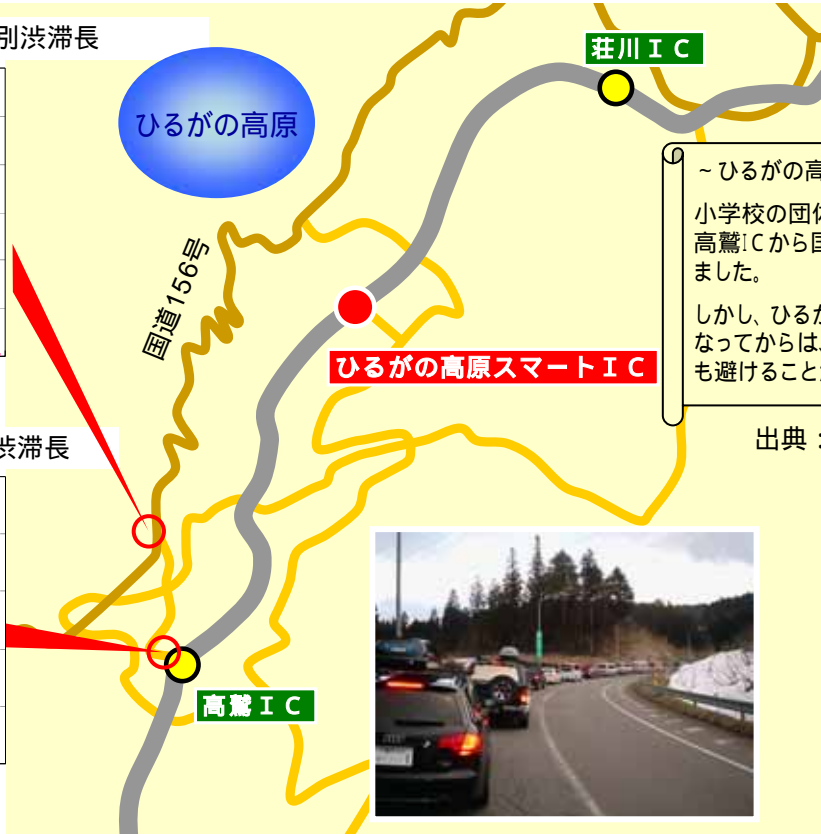 別渋滞長
荘川ＩＣ
ひるがの高原
～ひるがの高
小学校の団体
高鷲ICから国
ました。
しかし、ひるが
なってからは、
も避けること
国道156号
ひるがの高原スマートＩＣ
渋滞長
出典：
高鷲ＩＣ